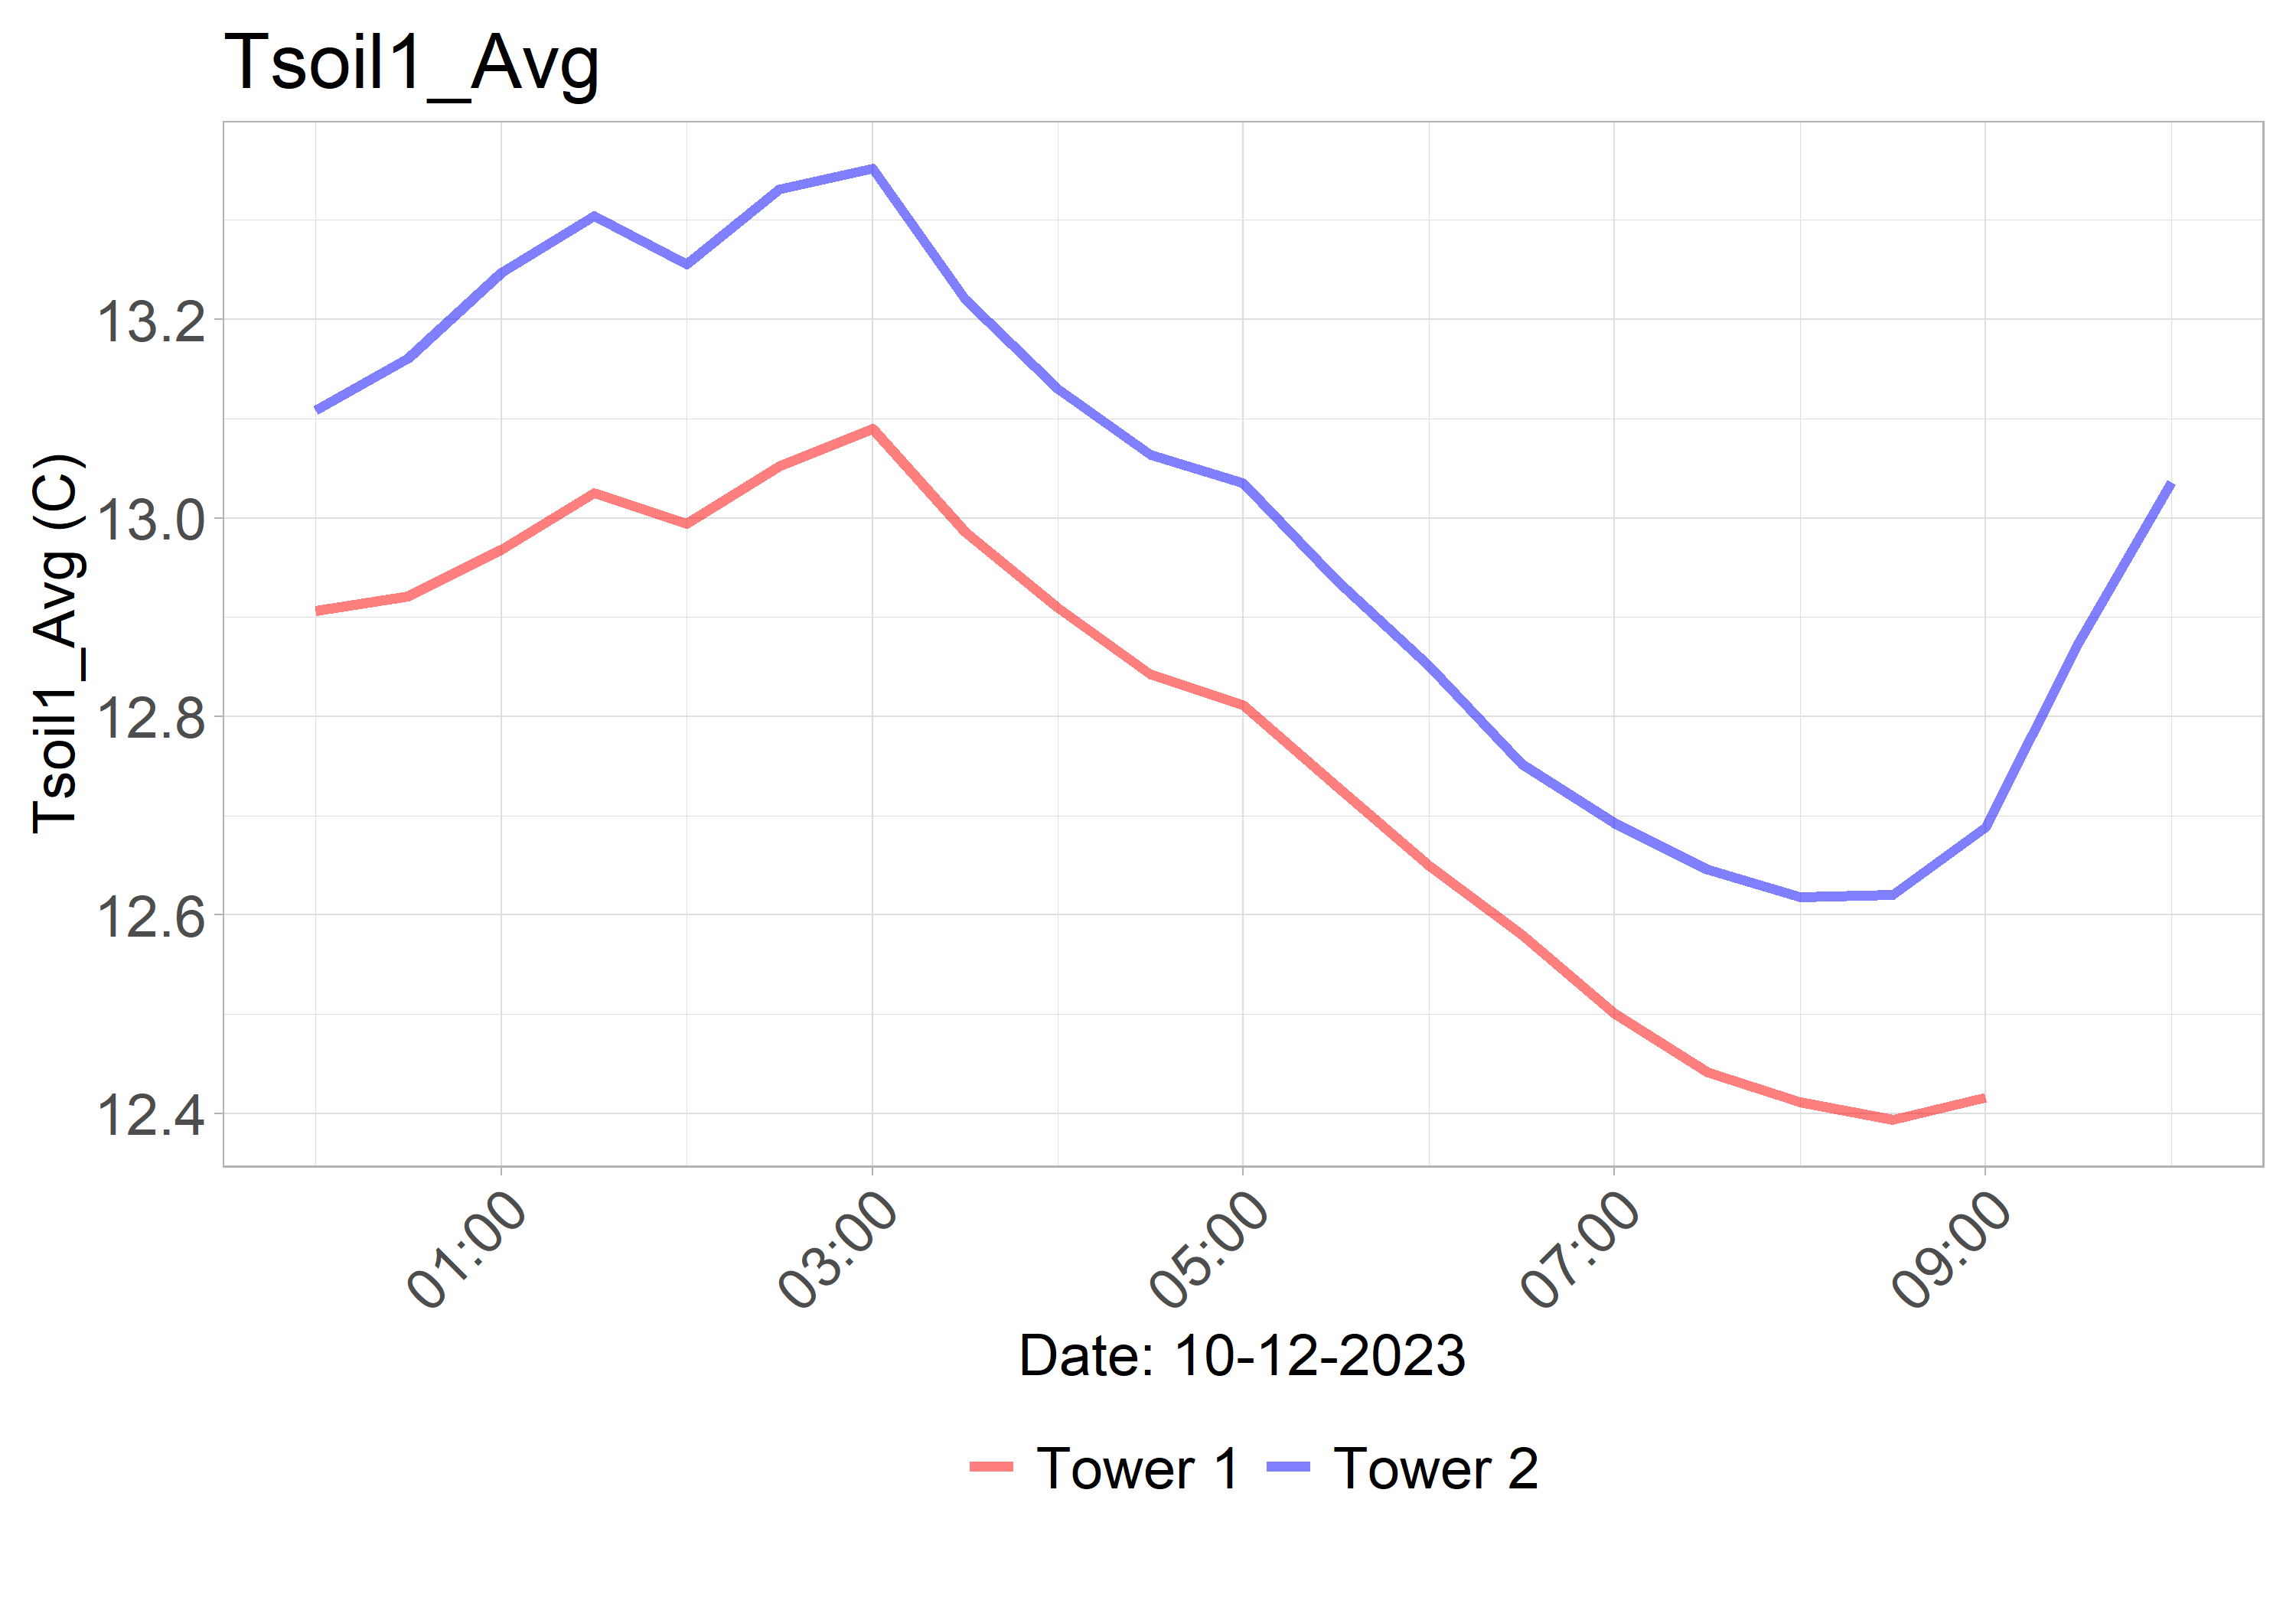 Tsoil1_Avg
Tsoil1_Avg (C)
13.2
13.0
12.8
12.6
12.4
01:00 03:00 05:00 07:00 09:00
Date: 10-12-2023
Tower 1 Tower 2